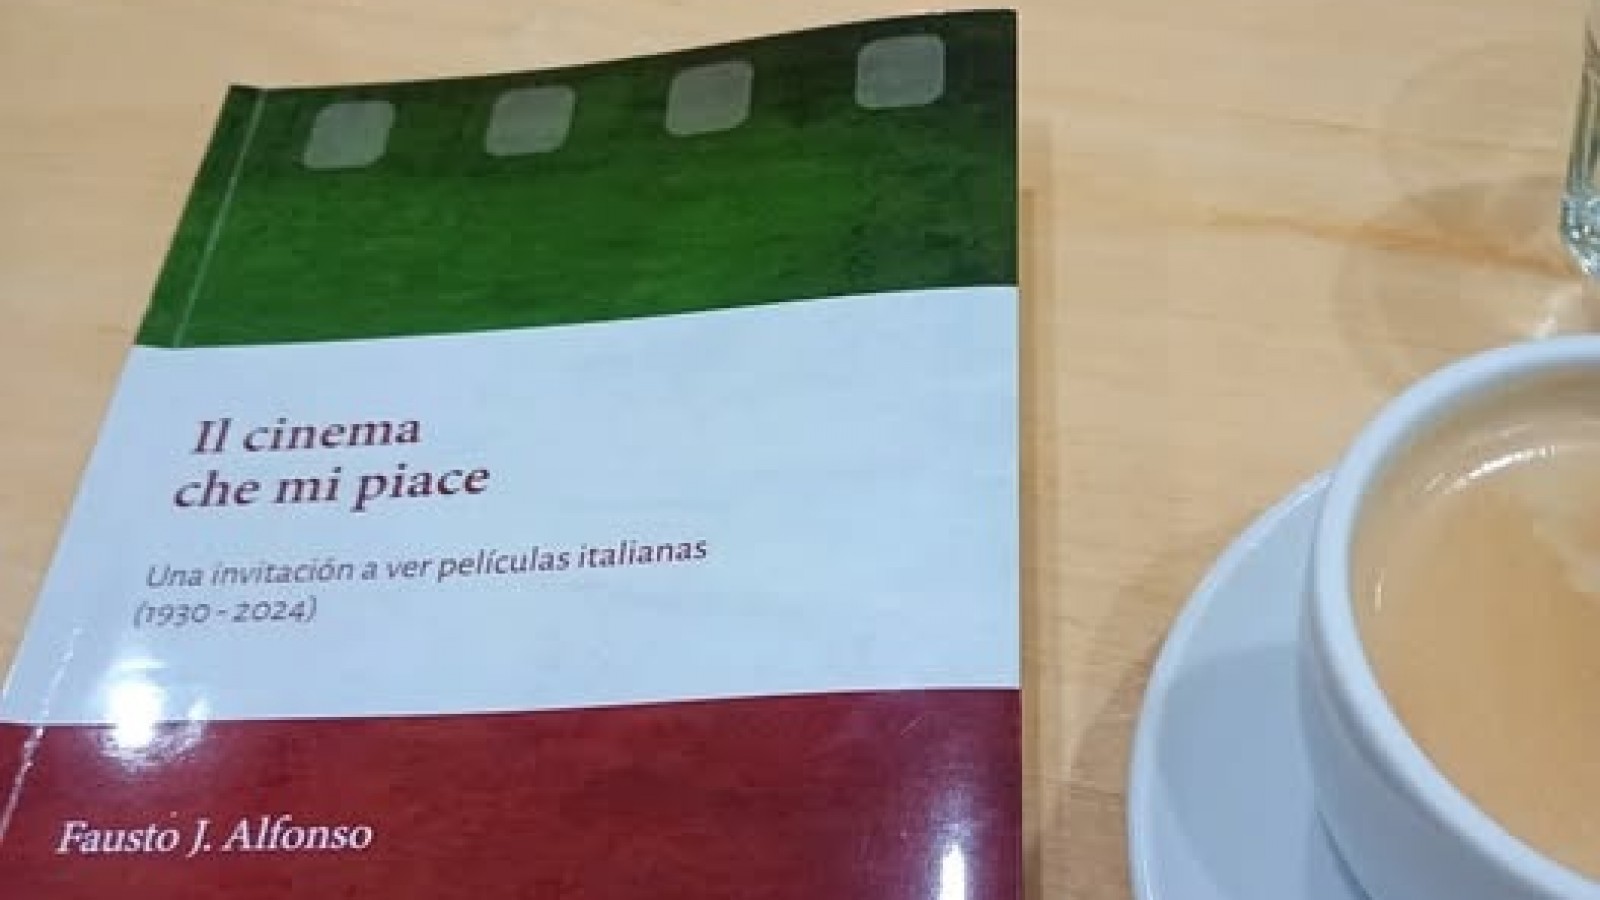 Il cinema
che mi piace
Una invitación a ver películas italianas
(1930 - 2024)
Fausto J. Alfonso